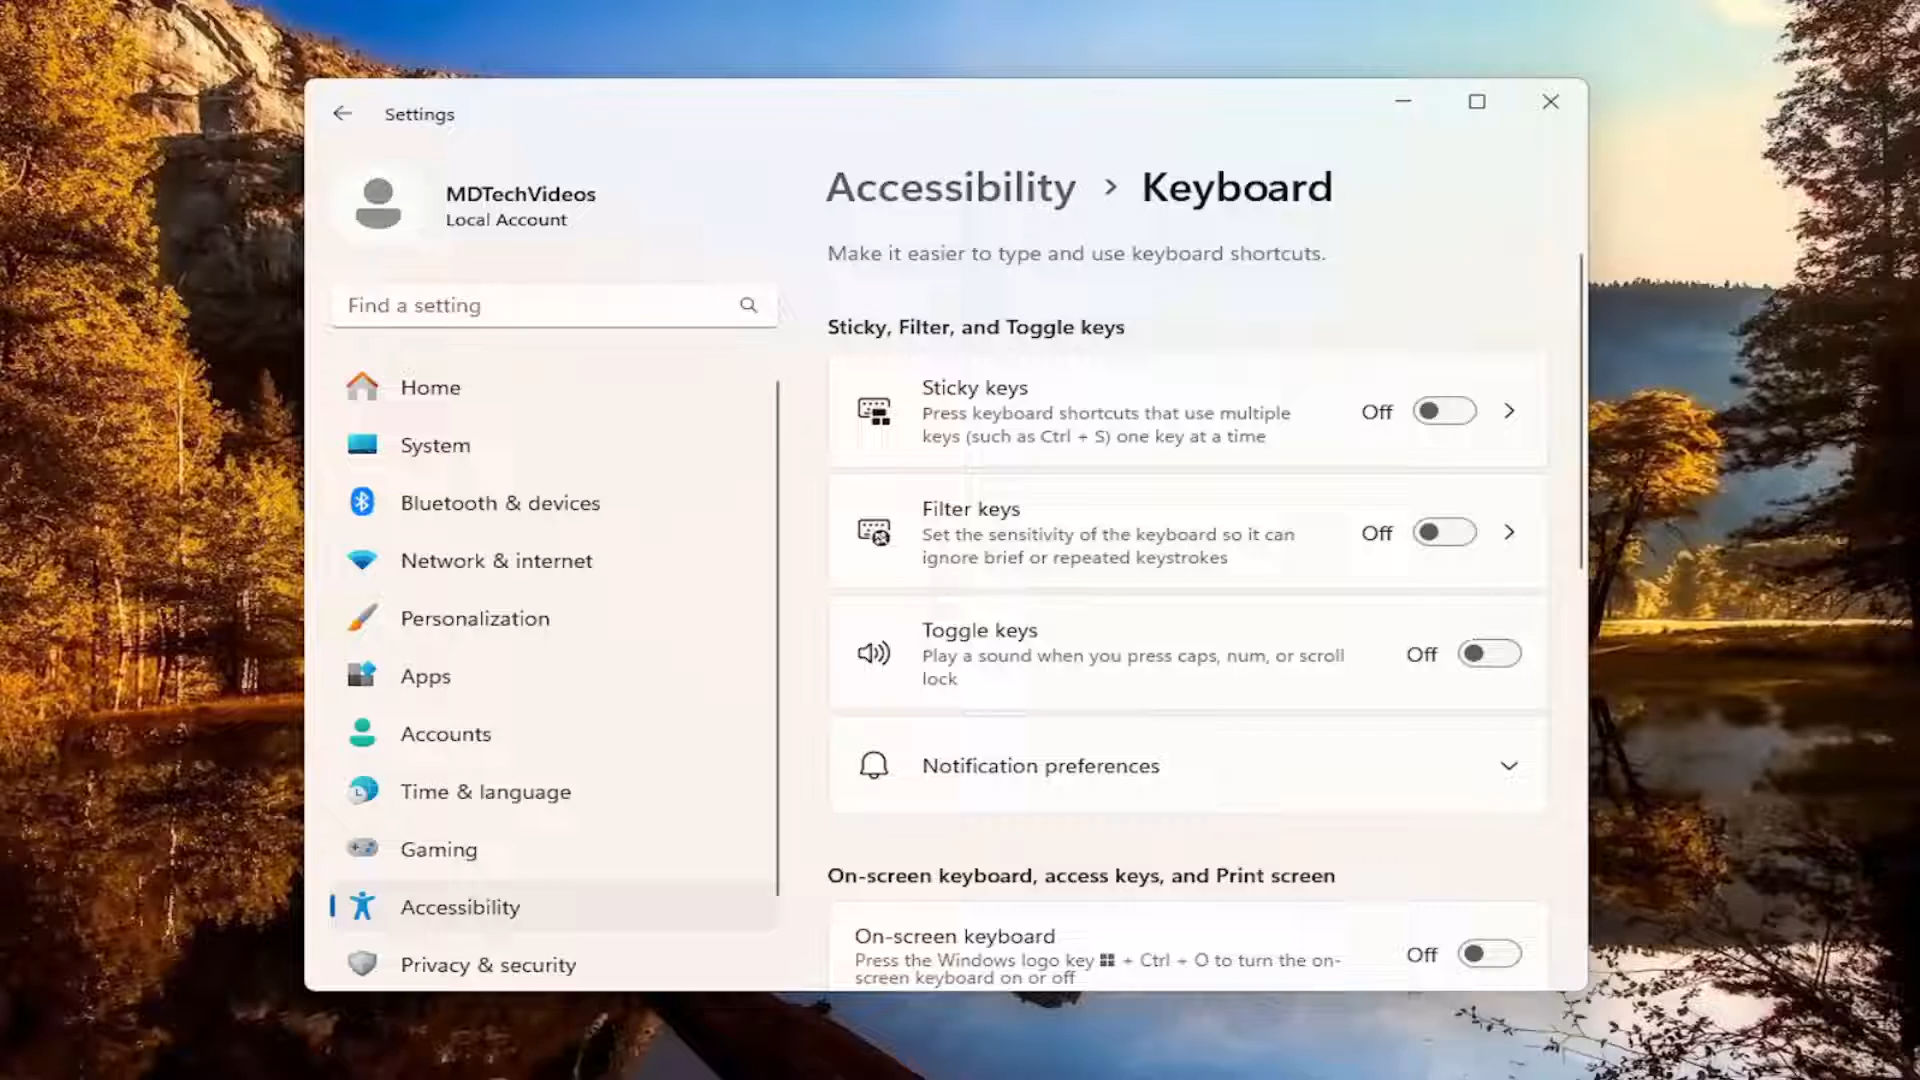 Settings
MDTechVideos
Local Account
Find a setting
Home
System
Bluetooth & devices
Network & internet
Personalization
Apps
Accounts
Time & language
Gaming
Accessibility
Privacy & security
Accessibility > Keyboard
Make it easier to type and use keyboard shortcuts.
Sticky, Filter, and Toggle keys
Sticky keys
Press keyboard shortcuts that use multiple
keys (such as Ctrl + S) one key at a time
Off
Filter keys
Set the sensitivity of the keyboard so it can
ignore brief or repeated keystrokes
Off
Toggle keys
Play a sound when you press caps, num, or scroll
lock
Off
Notification preferences
On-screen keyboard, access keys, and Print screen
On-screen keyboard
Press the Windows logo key + Ctrl + O to turn the on-
screen keyboard on or off
Off